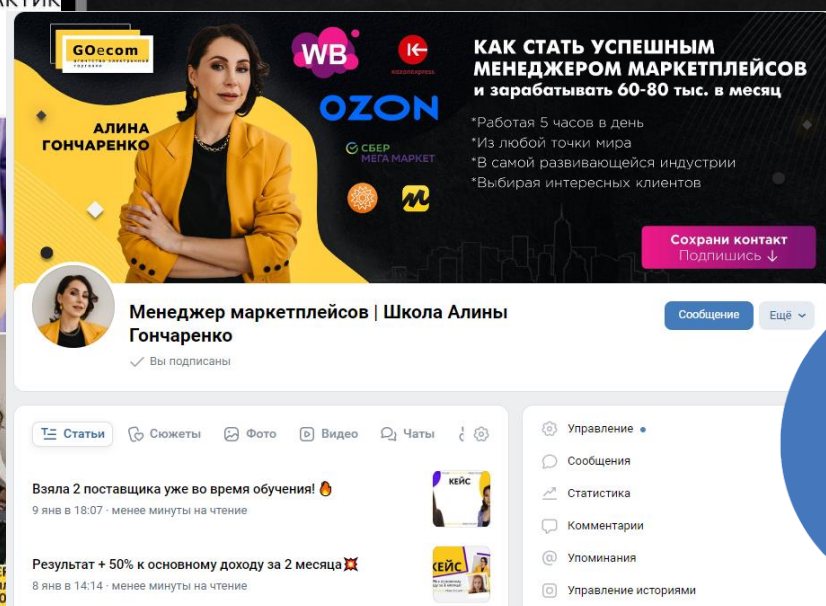 GOecom
агентство электронной
торговли
АЛИНА
ГОНЧАРЕНКО
WB
OZON
СБЕР
МЕГА МАРКЕТ
КАК СТАТЬ УСПЕШНЫМ
МЕНЕДЖЕРОМ МАРКЕТПЛЕЙСОВ
и зарабатывать 60-80 тыс. в месяц
*Работая 5 часов в день
*Из любой точки мира
*В самой развивающейся индустрии
*Выбирая интересных клиентов
Сохрани контакт
Подпишись ↓
Менеджер маркетплейсов | Школа Алины
Гончаренко
Вы подписаны
Сообщение
Ещё
Статьи
Сюжеты
Фото
Видео
Чаты
Взяла 2 поставщика уже во время обучения! 🔥
9 янв в 18:07 · менее минуты на чтение
КЕЙС
Результат + 50% к основному доходу за 2 месяца💥
8 янв в 14:14 · менее минуты на чтение
КЕЙС
Управление
Сообщения
Статистика
Комментарии
Упоминания
Управление историями